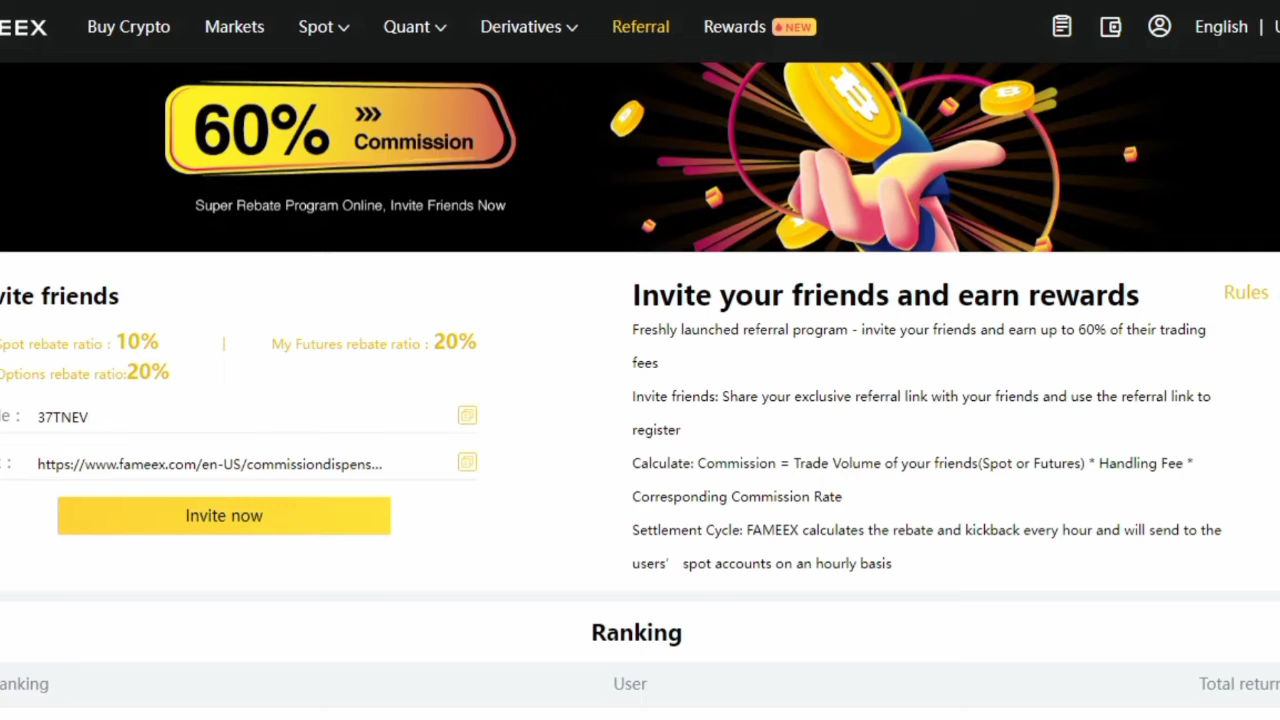 EEX Buy Crypto Markets Spot Quant Derivatives Referral Rewards NEW English |
60% Commission
Super Rebate Program Online, Invite Friends Now
vite friends
Spot rebate ratio : 10% | My Futures rebate ratio : 20%
Options rebate ratio:20%
37TNEV
https://www.fameex.com/en-US/commissiondispens...
Invite now
Invite your friends and earn rewards Rules
Freshly launched referral program - invite your friends and earn up to 60% of their trading
fees
Invite friends: Share your exclusive referral link with your friends and use the referral link to
register
Calculate: Commission = Trade Volume of your friends(Spot or Futures) * Handling Fee *
Corresponding Commission Rate
Settlement Cycle: FAMEEX calculates the rebate and kickback every hour and will send to the
users' spot accounts on an hourly basis
Ranking
anking User Total return